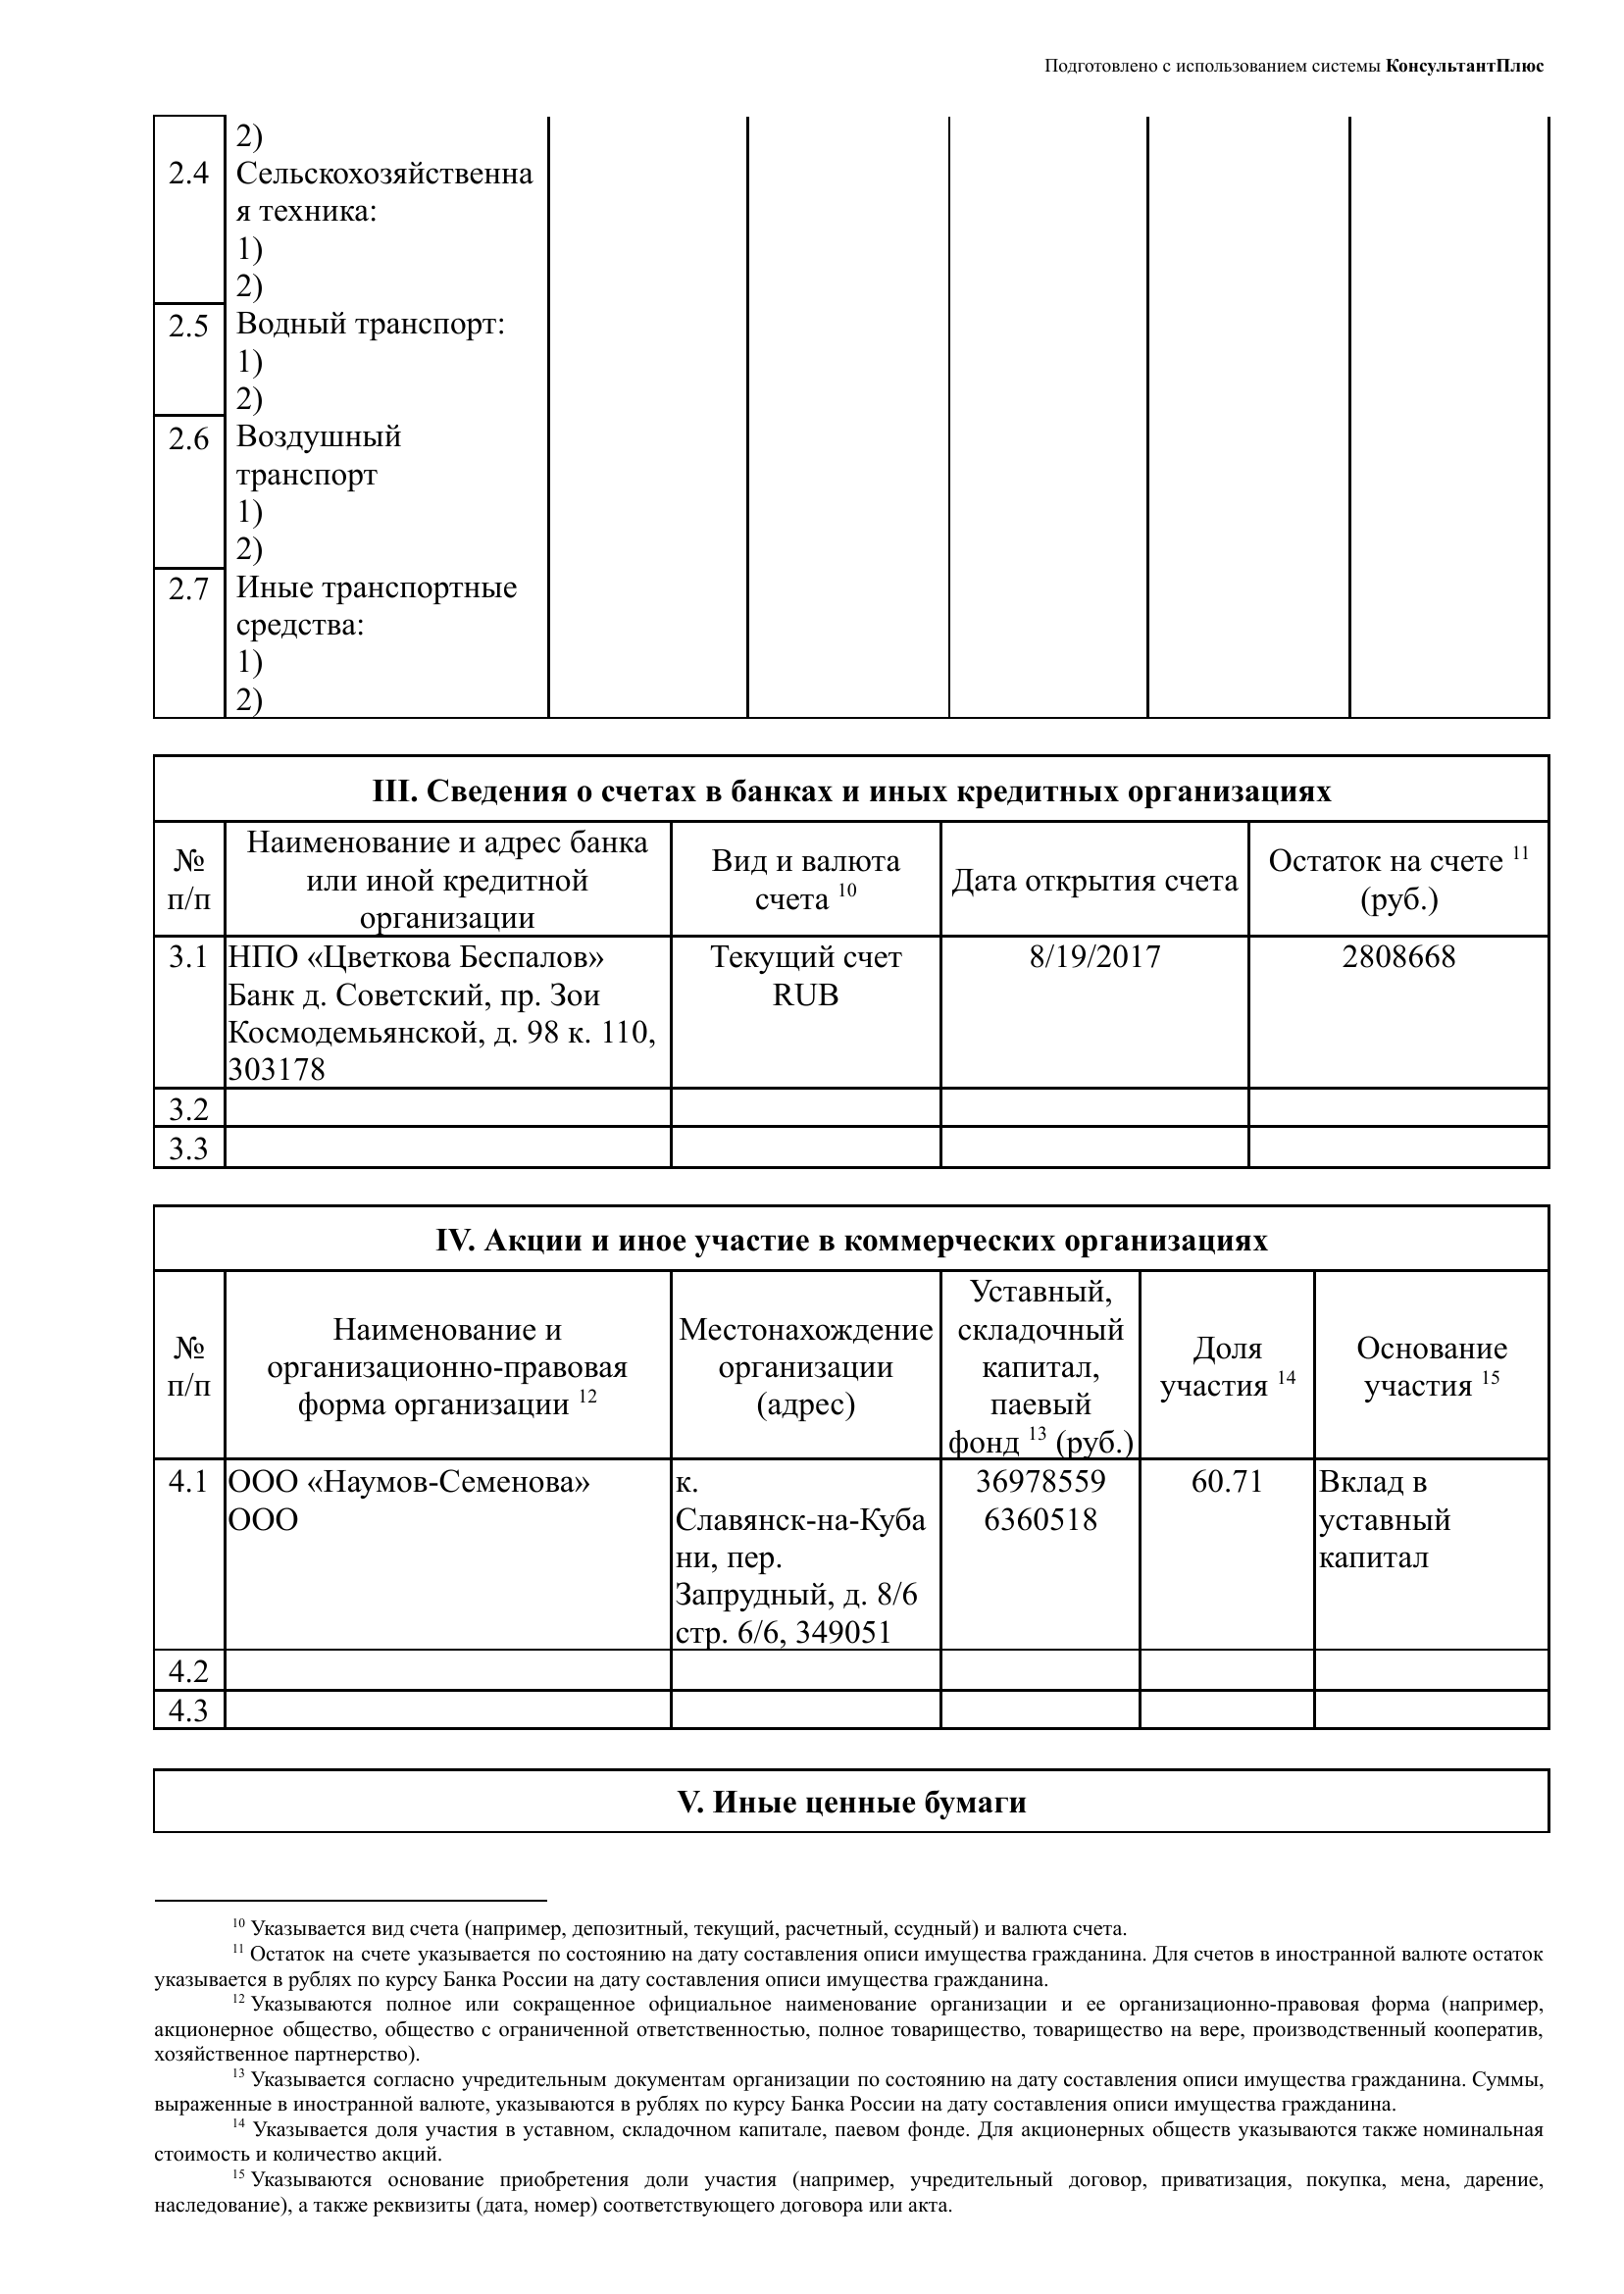 Подготовлено с использованием системы КонсультантПлюс
2)
2.4 Сельскохозяйственна
я техника:
1)
2)
2.5 Водный транспорт:
1)
2)
2.6 Воздушный
транспорт
1)
2)
2.7 Иные транспортные
средства:
1)
2)
III. Сведения о счетах в банках и иных кредитных организациях
№
п/п
Наименование и адрес банка
или иной кредитной
организации
Вид и валюта
счета 10
Дата открытия счета
Остаток на счете 11
(руб.)
3.1
НПО «Цветкова Беспалов»
Банк д. Советский, пр. Зои
Космодемьянской, д. 98 к. 110,
303178
Текущий счет
RUB
8/19/2017
2808668
3.2
3.3
IV. Акции и иное участие в коммерческих организациях
№
п/п
Наименование и
организационно-правовая
форма организации 12
Местонахождение
организации
(адрес)
Уставный,
складочный
капитал,
паевый
фонд 13 (руб.)
Доля
участия 14
Основание
участия 15
4.1
ООО «Наумов-Семенова»
ООО
к.
Славянск-на-Куба
ни, пер.
Запрудный, д. 8/6
стр. 6/6, 349051
36978559
6360518
60.71
Вклад в
уставный
капитал
4.2
4.3
V. Иные ценные бумаги
10 Указывается вид счета (например, депозитный, текущий, расчетный, ссудный) и валюта счета.
11 Остаток на счете указывается по состоянию на дату составления описи имущества гражданина. Для счетов в иностранной валюте остаток
указывается в рублях по курсу Банка России на дату составления описи имущества гражданина.
12 Указываются полное или сокращенное официальное наименование организации и ее организационно-правовая форма (например,
акционерное общество, общество с ограниченной ответственностью, полное товарищество, товарищество на вере, производственный кооператив,
хозяйственное партнерство).
13 Указывается согласно учредительным документам организации по состоянию на дату составления описи имущества гражданина. Суммы,
выраженные в иностранной валюте, указываются в рублях по курсу Банка России на дату составления описи имущества гражданина.
14 Указывается доля участия в уставном, складочном капитале, паевом фонде. Для акционерных обществ указываются также номинальная
стоимость и количество акций.
15 Указываются основание приобретения доли участия (например, учредительный договор, приватизация, покупка, мена, дарение,
наследование), а также реквизиты (дата, номер) соответствующего договора или акта.